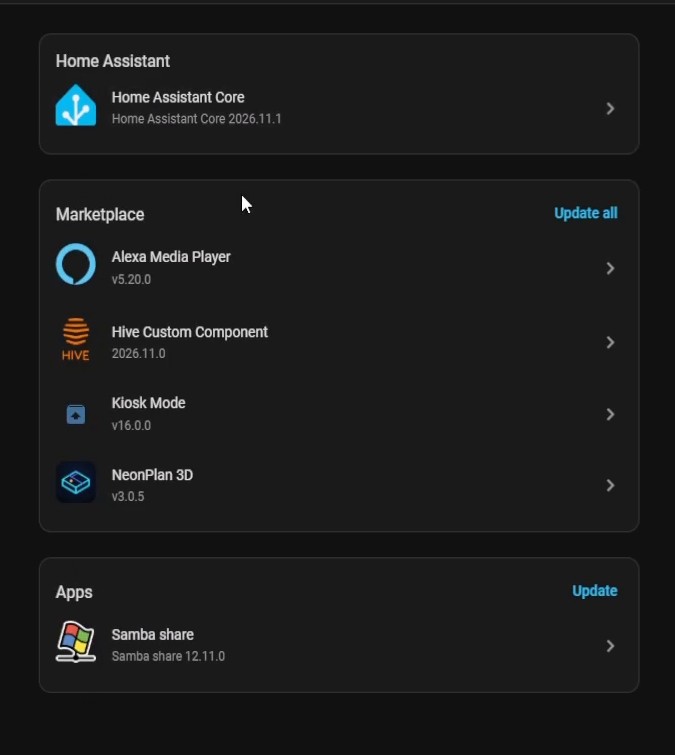 Home Assistant
Home Assistant Core
Home Assistant Core 2026.11.1
Marketplace
Update all
Alexa Media Player
v5.20.0
HIVE
Hive Custom Component
2026.11.0
Kiosk Mode
v16.0.0
NeonPlan 3D
v3.0.5
Apps
Update
Samba share
Samba share 12.11.0